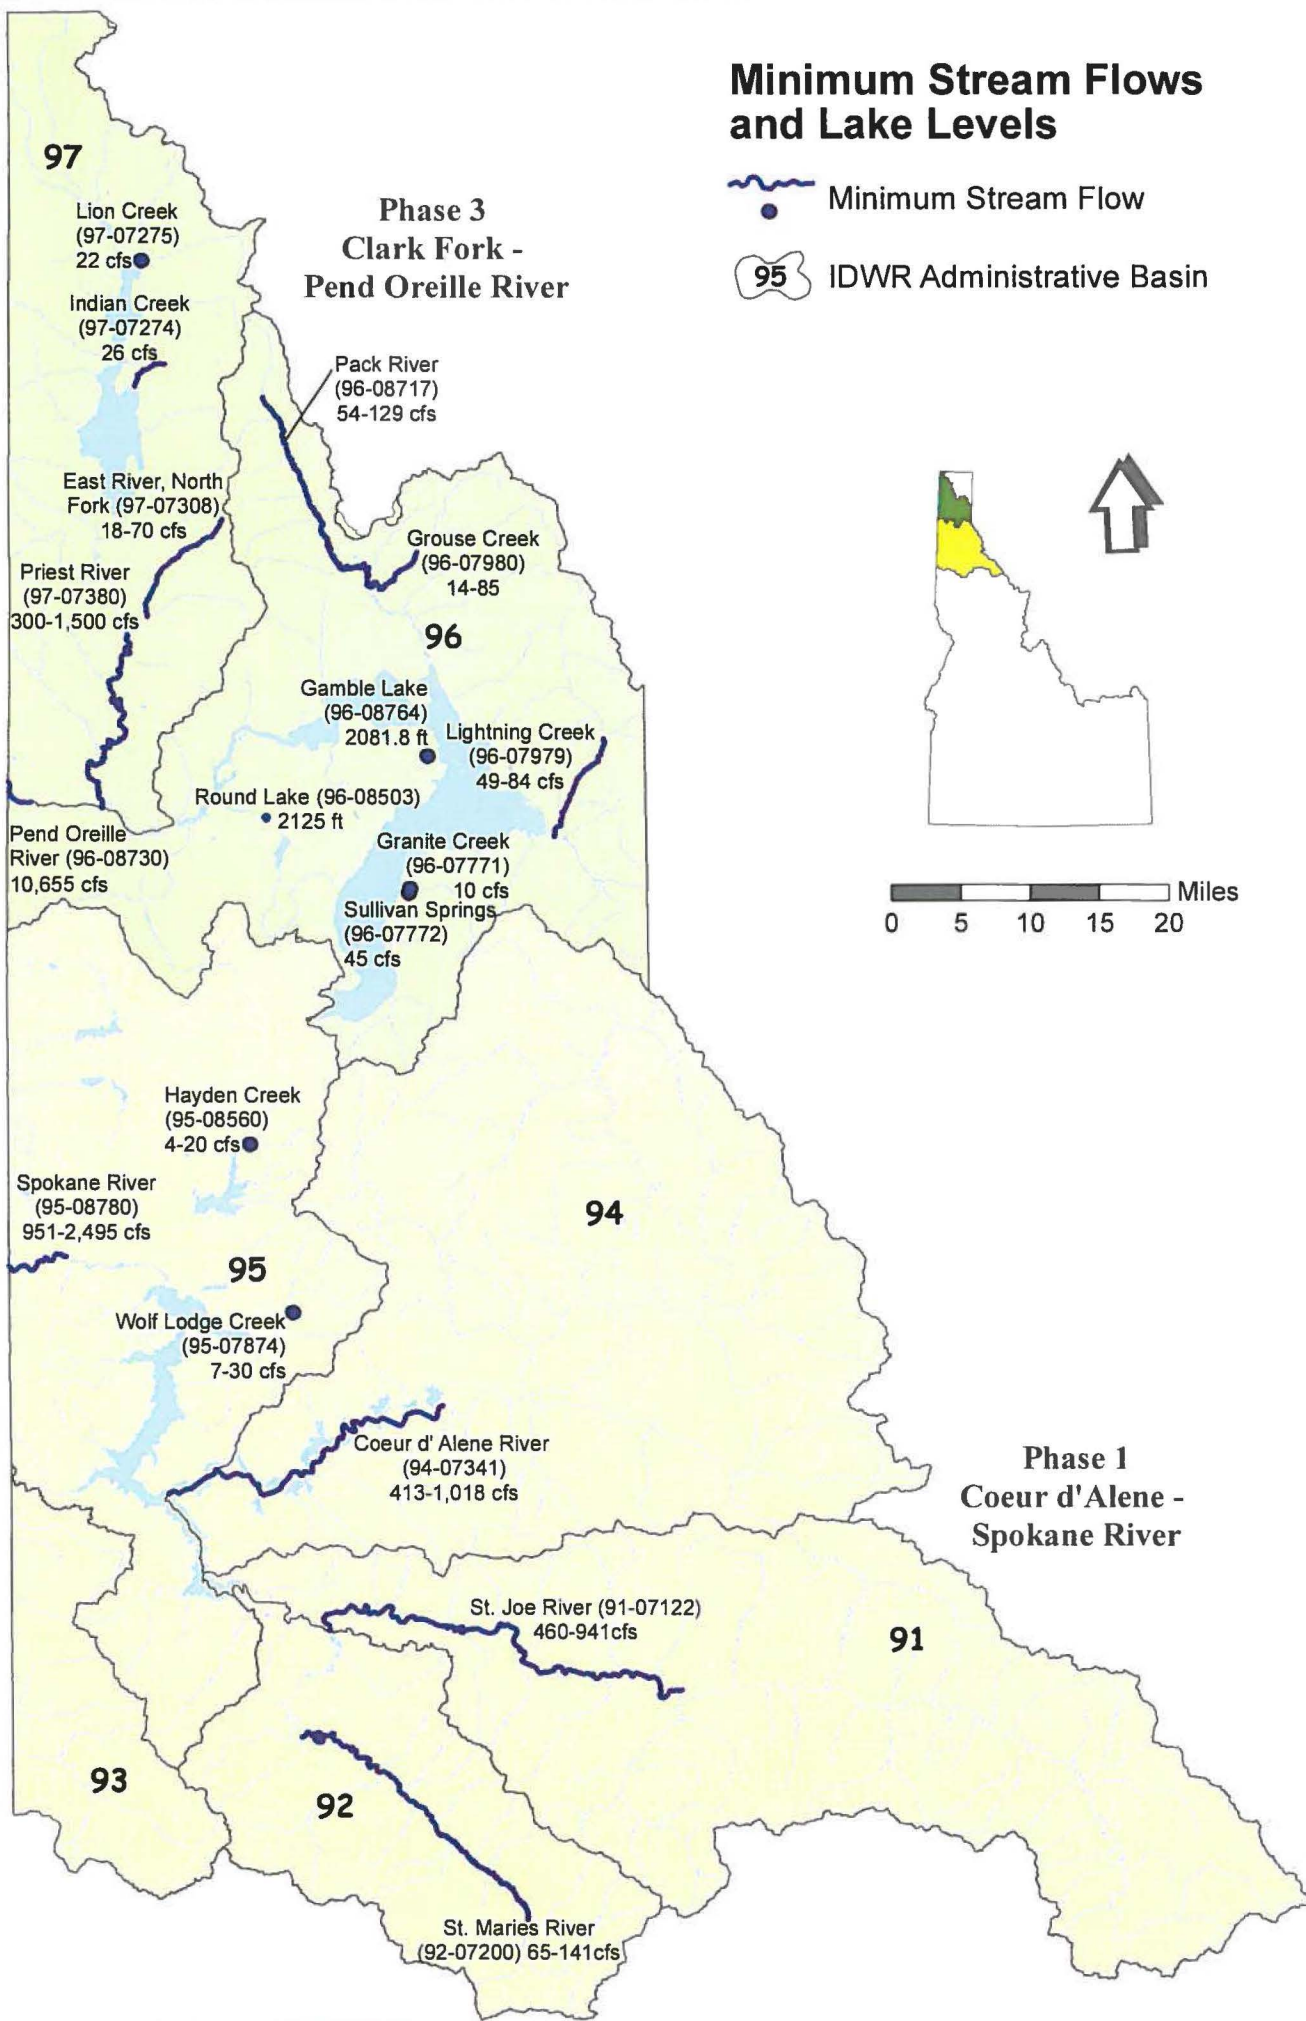 Minimum Stream Flows
and Lake Levels
Minimum Stream Flow
95 IDWR Administrative Basin
97
Lion Creek
(97-07275)
22 cfs
Indian Creek
(97-07274)
26 cfs
Phase 3
Clark Fork -
Pend Oreille River
Pack River
(96-08717)
54-129 cfs
East River, North
Fork (97-07308)
18-70 cfs
Priest River
(97-07380)
300-1,500 cfs
Grouse Creek
(96-07980)
14-85
96
Gamble Lake
(96-08764)
2081.8 ft
Lightning Creek
(96-07979)
49-84 cfs
Round Lake (96-08503)
2125 ft
Pend Oreille
River (96-08730)
10,655 cfs
Granite Creek
(96-07771)
10 cfs
Sullivan Springs
(96-07772)
45 cfs
Miles
0 5 10 15 20
Hayden Creek
(95-08560)
4-20 cfs
Spokane River
(95-08780)
951-2,495 cfs
94
95
Wolf Lodge Creek
(95-07874)
7-30 cfs
Coeur d' Alene River
(94-07341)
413-1,018 cfs
Phase 1
Coeur d'Alene -
Spokane River
St. Joe River (91-07122)
460-941cfs
91
93
92
St. Maries River
(92-07200) 65-141cfs